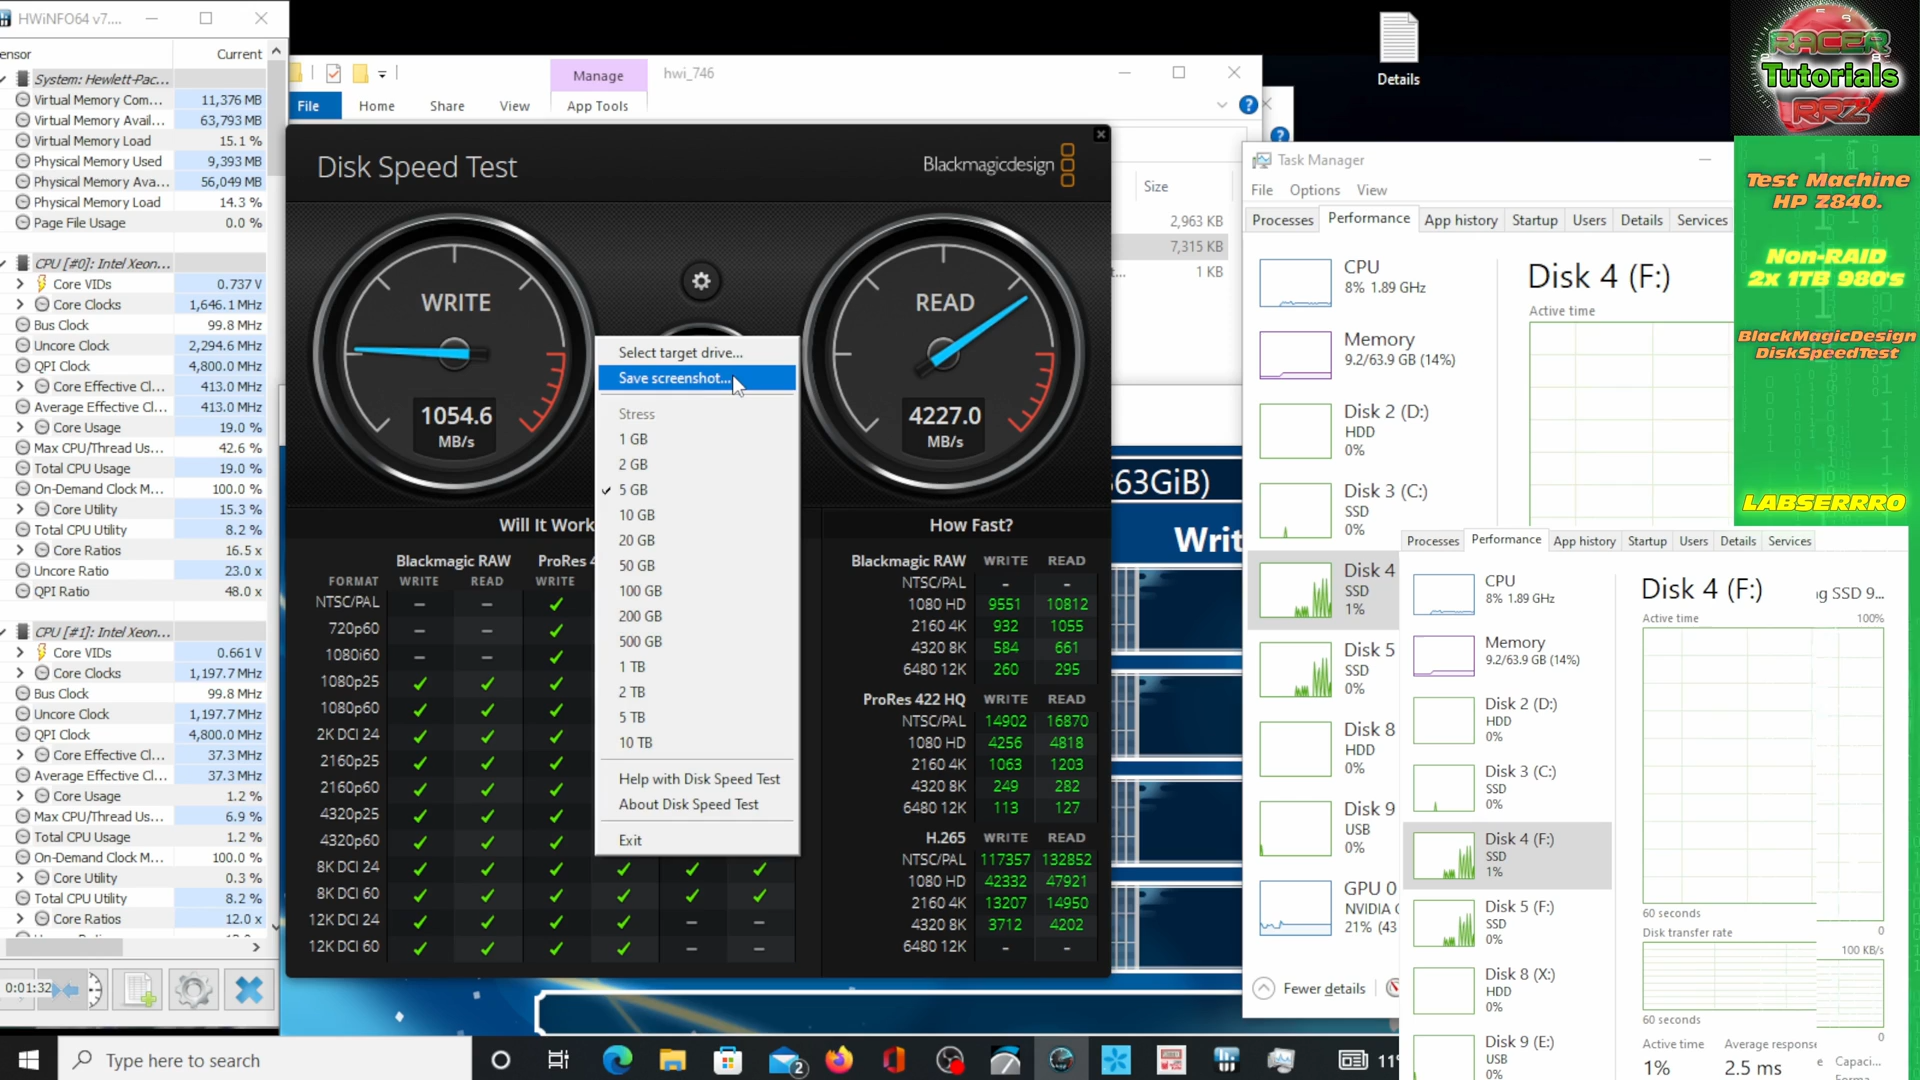 HWiNFO64 v7....
ensor Current
System: Hewlett-Pac...
Virtual Memory Com... 11,376 MB
Virtual Memory Avail... 63,793 MB
Virtual Memory Load 15.1 %
Physical Memory Used 9,393 MB
Physical Memory Ava... 56,049 MB
Physical Memory Load 14.3 %
Page File Usage 0.0 %
CPU [#0]: Intel Xeon...
Core VIDs 0.737 V
Core Clocks 1,646.1 MHz
Bus Clock 99.8 MHz
Uncore Clock 2,294.6 MHz
QPI Clock 4,800.0 MHz
Core Effective Cl... 413.0 MHz
Average Effective Cl... 413.0 MHz
Core Usage 19.0 %
Max CPU/Thread Us... 42.6 %
Total CPU Usage 19.0 %
On-Demand Clock M... 100.0 %
Core Utility 15.3 %
Total CPU Utility 8.2 %
Core Ratios 16.5 x
Uncore Ratio 23.0 x
QPI Ratio 48.0 x
CPU [#1]: Intel Xeon...
Core VIDs 0.661 V
Core Clocks 1,197.7 MHz
Bus Clock 99.8 MHz
Uncore Clock 1,197.7 MHz
QPI Clock 4,800.0 MHz
Core Effective Cl... 37.3 MHz
Average Effective Cl... 37.3 MHz
Core Usage 1.2 %
Max CPU/Thread Us... 6.9 %
Total CPU Usage 1.2 %
On-Demand Clock M... 100.0 %
Core Utility 0.3 %
Total CPU Utility 8.2 %
Core Ratios 12.0 x
0:01:32
Manage hwi_746
File Home Share View App Tools
Size
2,963 KB
7,315 KB
1 KB
Disk Speed Test
Blackmagicdesign
WRITE
1054.6
MB/s
READ
4227.0
MB/s
Select target drive...
Save screenshot...
Stress
1 GB
2 GB
5 GB
10 GB
20 GB
50 GB
100 GB
200 GB
500 GB
1 TB
2 TB
5 TB
10 TB
Help with Disk Speed Test
About Disk Speed Test
Exit
Will It Work
Blackmagic RAW ProRes 4
FORMAT WRITE READ WRITE
NTSC/PAL – –
720p60 – –
1080i60 – –
1080p25
1080p60
2K DCI 24
2160p25
2160p60
4320p25
4320p60
8K DCI 24
8K DCI 60
12K DCI 24 – –
12K DCI 60 – –
How Fast?
Blackmagic RAW WRITE READ
NTSC/PAL – –
1080 HD 9551 10812
2160 4K 932 1055
4320 8K 584 661
6480 12K 260 295
ProRes 422 HQ WRITE READ
NTSC/PAL 14902 16870
1080 HD 4256 4818
2160 4K 1063 1203
4320 8K 249 282
6480 12K 113 127
H.265 WRITE READ
NTSC/PAL 117357 132852
1080 HD 42332 47921
2160 4K 13207 14950
4320 8K 3712 4202
6480 12K – –
63GiB)
Writ
Details
Task Manager
File Options View
Processes Performance App history Startup Users Details Services
CPU
8% 1.89 GHz
Memory
9.2/63.9 GB (14%)
Disk 2 (D:)
HDD
0%
Disk 3 (C:)
SSD
0%
Disk 4
SSD
1%
Disk 5
SSD
0%
Disk 8
HDD
0%
Disk 9
USB
0%
GPU 0
NVIDIA
21% (43
Fewer details
Disk 4 (F:)
Active time
Processes Performance App history Startup Users Details Services
CPU
8% 1.89 GHz
Memory
9.2/63.9 GB (14%)
Disk 2 (D:)
HDD
0%
Disk 3 (C:)
SSD
0%
Disk 4 (F:)
SSD
1%
Disk 5 (F:)
SSD
0%
Disk 8 (X:)
HDD
0%
Disk 9 (E:)
USB
0%
Disk 4 (F:) g SSD 9...
Active time 100%
60 seconds 0
Disk transfer rate 100 KB/s
60 seconds 0
Active time Average response
1% 2.5 ms
Capaci...
RACER
Tutorials
RRZ
Test Machine
HP Z840.
Non-RAID
2x 1TB 980's
BlackMagicDesign
DiskSpeedTest
LABSERRRO
Type here to search
2
11°